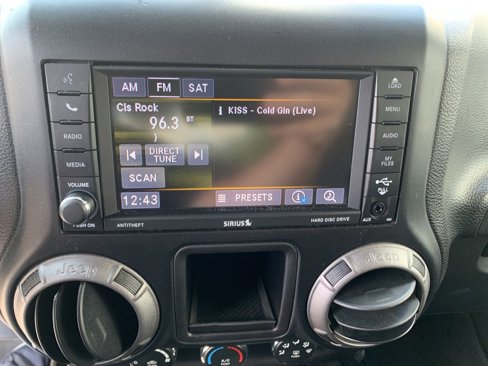 LOAD
AM FM SAT
Cls Rock
96.3 ST
KISS - Cold Gin (Live)
MENU
RADIO
AUDIO
DIRECT TUNE
MEDIA
MY FILES
SCAN
VOLUME
PULL
12:43
PRESETS
PUSH ON
ANTITHEFT
SIRIUS
HARD DISC DRIVE
AUX
Jeep
Jeep
A/C